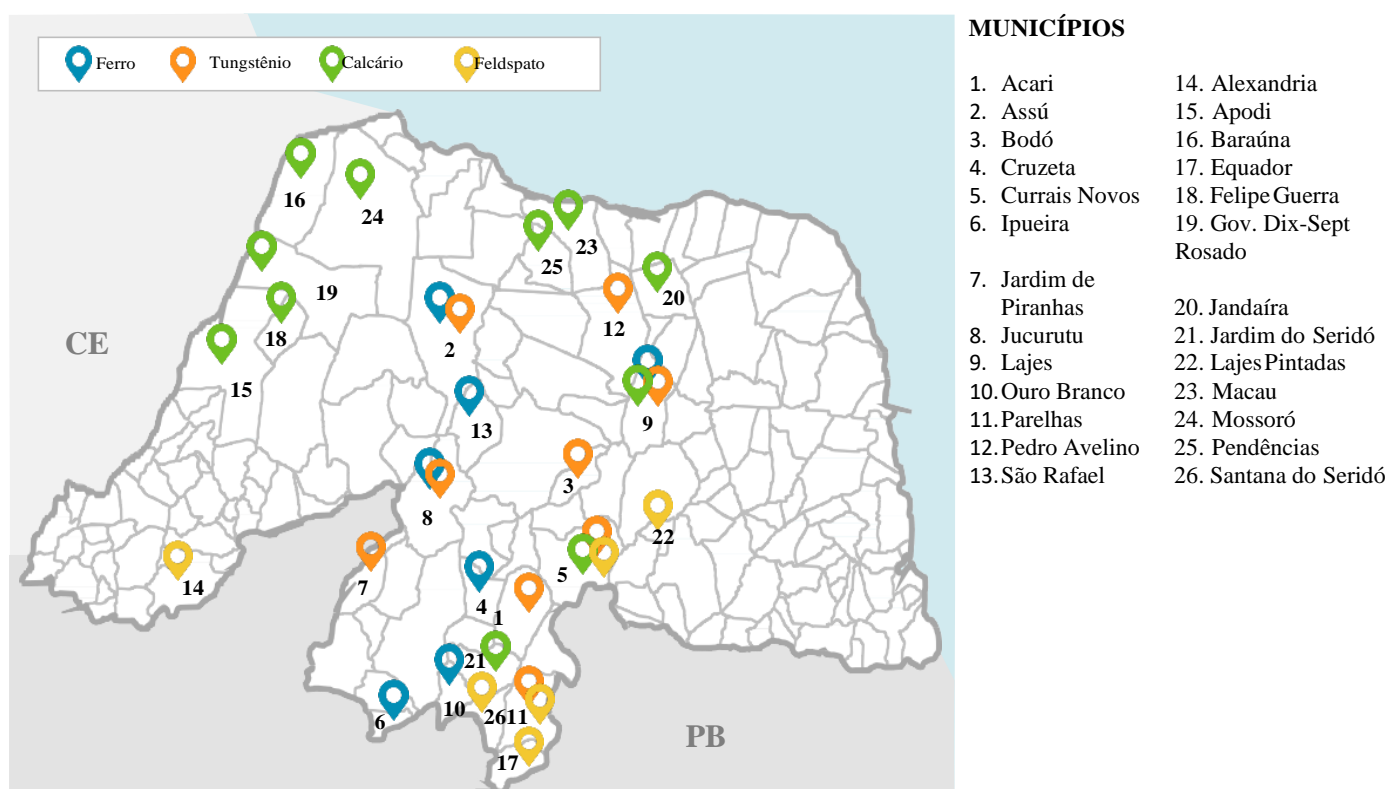 Ferro Tungstênio Calcário Feldspato
16
24
23
25
19
20
18
12
2
CE
15
9
13
3
8
22
5
7
14
4
1
21
6
10
26
11
PB
17
MUNICÍPIOS
1. Acari
2. Assú
3. Bodó
4. Cruzeta
5. Currais Novos
6. Ipueira
7. Jardim de
Piranhas
8. Jucurutu
9. Lajes
10. Ouro Branco
11. Parelhas
12. Pedro Avelino
13. São Rafael
14. Alexandria
15. Apodi
16. Baraúna
17. Equador
18. Felipe Guerra
19. Gov. Dix-Sept
Rosado
20. Jandaíra
21. Jardim do Seridó
22. Lajes Pintadas
23. Macau
24. Mossoró
25. Pendências
26. Santana do Seridó